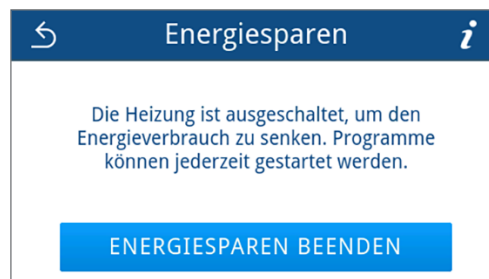 Energiesparen
Die Heizung ist ausgeschaltet, um den
Energieverbrauch zu senken. Programme
können jederzeit gestartet werden.
ENERGIESPAREN BEENDEN